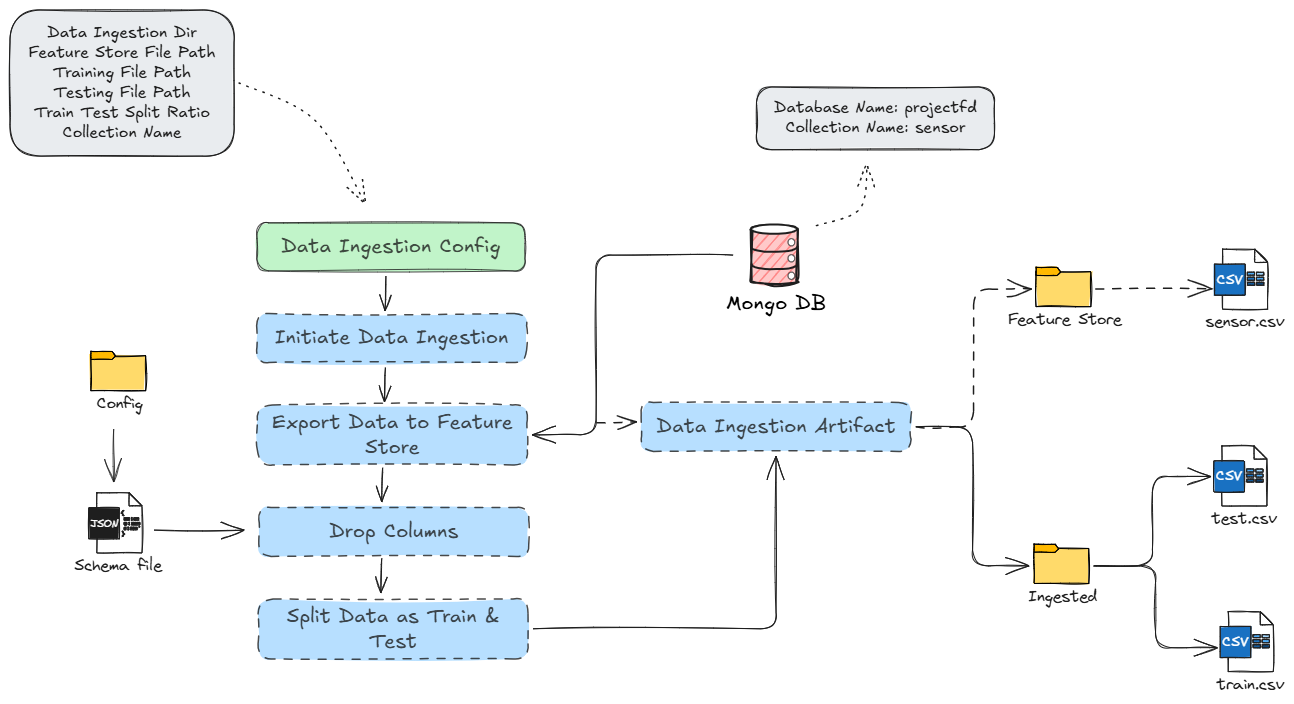 Data Ingestion Dir
Feature Store File Path
Training File Path
Testing File Path
Train Test Split Ratio
Collection Name
Database Name: projectfd
Collection Name: sensor
Data Ingestion Config
Mongo DB
Initiate Data Ingestion
Feature Store
CSV
sensor.csv
Config
Export Data to Feature
Store
Data Ingestion Artifact
JSON
Schema file
Drop Columns
CSV
test.csv
Split Data as Train &
Test
Ingested
CSV
train.csv